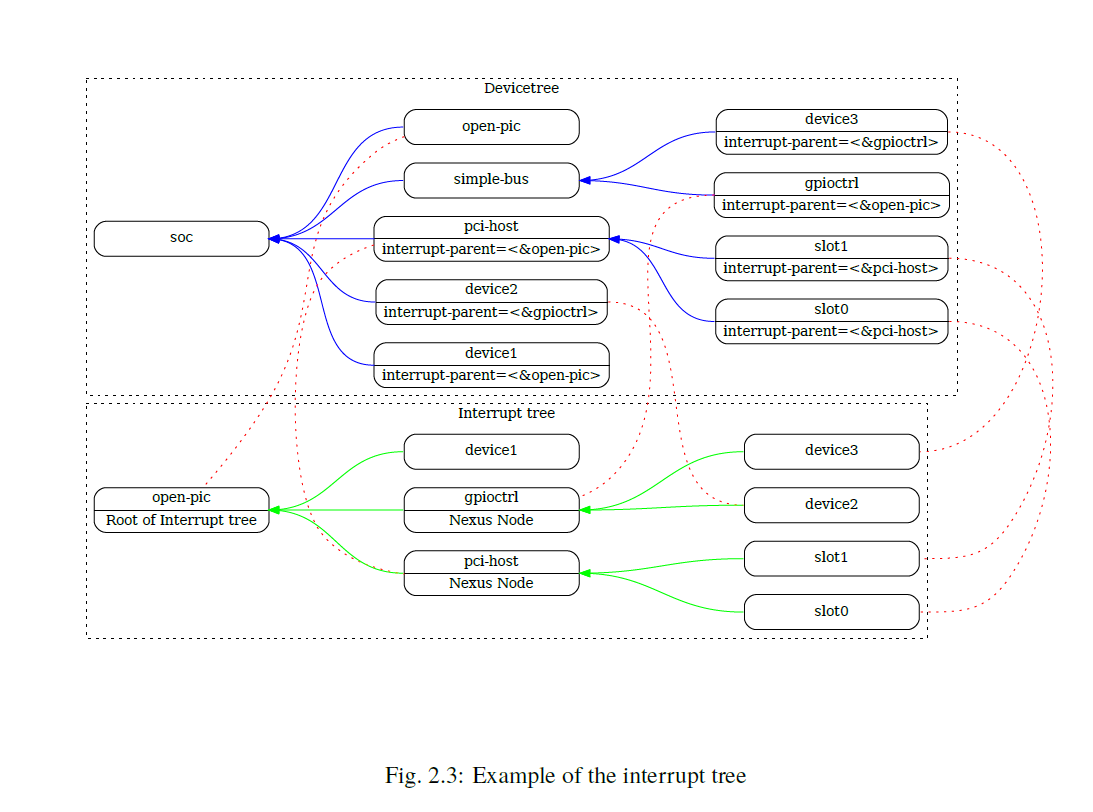 Devicetree
open-pic
simple-bus
soc
pci-host
interrupt-parent=<&open-pic>
device2
interrupt-parent=<&gpioctrl>
device1
interrupt-parent=<&open-pic>
device3
interrupt-parent=<&gpioctrl>
gpioctrl
interrupt-parent=<&open-pic>
slot1
interrupt-parent=<&pci-host>
slot0
interrupt-parent=<&pci-host>
Interrupt tree
open-pic
Root of Interrupt tree
device1
gpioctrl
Nexus Node
pci-host
Nexus Node
device3
device2
slot1
slot0
Fig. 2.3: Example of the interrupt tree